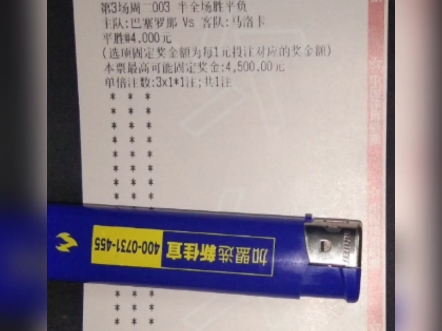 第3场周二003 半全场胜平负
主队:巴塞罗那 Vs 客队:马洛卡
平胜@4,000元
(选项固定奖金额为每1元投注对应的奖金额)
本票最高可能固定奖金:4,500.00元
单倍注数:3x1*1注;共1注
* * *
* * *
* * *
* * *
* * *
* * *
* * *
加盟选新佳宜
400-0731-455
* * *
* * *
* * *